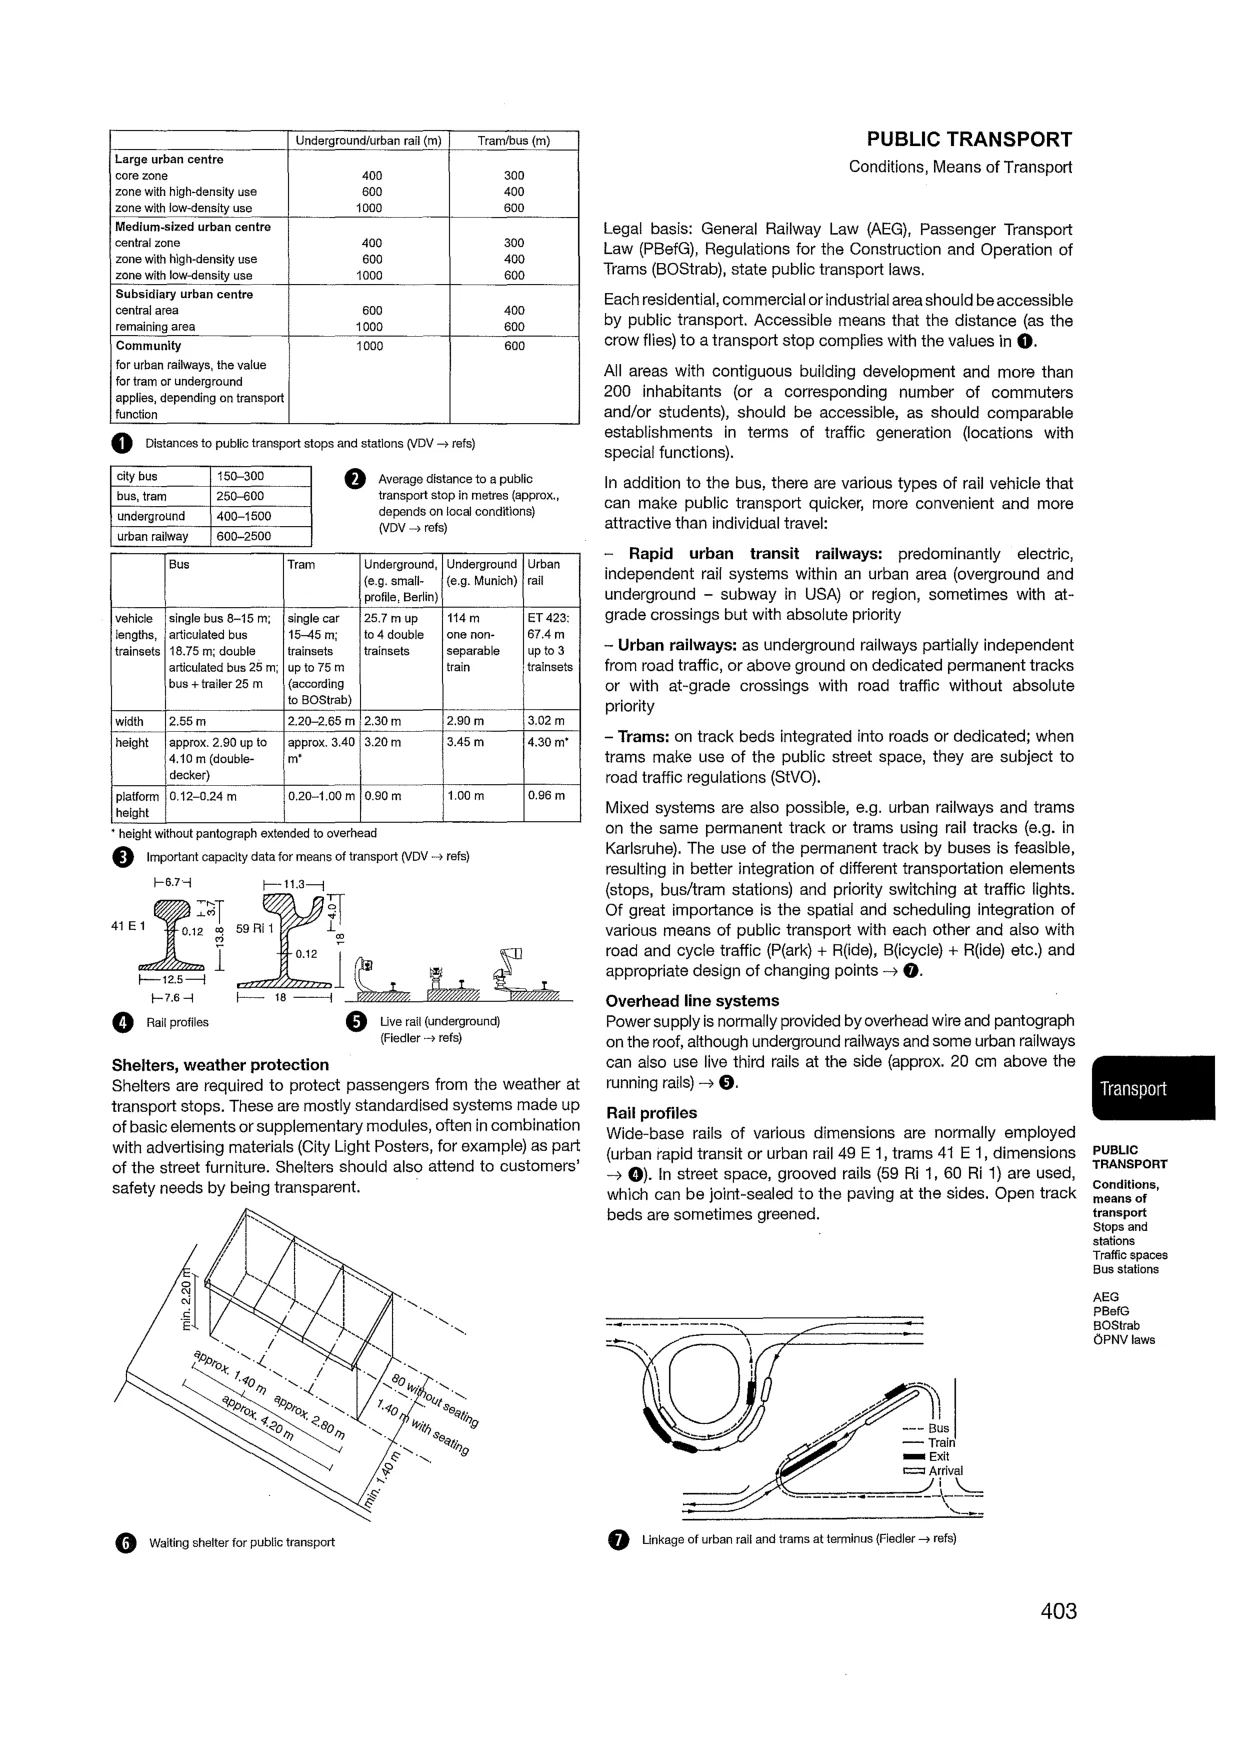 PUBLIC TRANSPORT
Conditions, Means of Transport
Underground/urban rail (m) Tram/bus (m)
Large urban centre
core zone 400 300
zone with high-density use 600 400
zone with low-density use 1000 600
Medium-sized urban centre
central zone 400 300
zone with high-density use 600 400
zone with low-density use 1000 600
Subsidiary urban centre
central area 600 400
remaining area 1000 600
Community 1000 600
for urban railways, the value
for tram or underground
applies, depending on transport
function
1 Distances to public transport stops and stations (VDV → refs)
city bus 150–300
bus, tram 250–600
underground 400–1500
urban railway 600–2500
2 Average distance to a public
transport stop in metres (approx.,
depends on local conditions)
(VDV → refs)
Bus Tram Underground, Underground Urban
(e.g. small- (e.g. Munich) rail
profile, Berlin)
vehicle single bus 8–15 m; single car 25.7 m up 114 m ET 423:
lengths, articulated bus 15–45 m; to 4 double one non- 67.4 m
trainsets 18.75 m; double trainsets trainsets separable up to 3
articulated bus 25 m; up to 75 m train trainsets
bus + trailer 25 m (according
to BOStrab)
width 2.55 m 2.20–2.65 m 2.30 m 2.90 m 3.02 m
height approx. 2.90 up to approx. 3.40 3.20 m 3.45 m 4.30 m*
4.10 m (double- m*
decker)
platform 0.12–0.24 m 0.20–1.00 m 0.90 m 1.00 m 0.96 m
height
* height without pantograph extended to overhead
3 Important capacity data for means of transport (VDV → refs)
6.7
11.3
3.7
4.0
41 E 1
0.12
13.8
59 Ri 1
0.12
18
12.5
7.6
18
4 Rail profiles
5 Live rail (underground)
(Fiedler → refs)
Shelters, weather protection
Shelters are required to protect passengers from the weather at
transport stops. These are mostly standardised systems made up
of basic elements or supplementary modules, often in combination
with advertising materials (City Light Posters, for example) as part
of the street furniture. Shelters should also attend to customers'
safety needs by being transparent.
min. 2.20 m
approx. 1.40 m
approx. 2.80 m
approx. 4.20 m
80 without seating
1.40 m with seating
min. 1.40 m
6 Waiting shelter for public transport
Legal basis: General Railway Law (AEG), Passenger Transport
Law (PBefG), Regulations for the Construction and Operation of
Trams (BOStrab), state public transport laws.
Each residential, commercial or industrial area should be accessible
by public transport. Accessible means that the distance (as the
crow flies) to a transport stop complies with the values in 1.
All areas with contiguous building development and more than
200 inhabitants (or a corresponding number of commuters
and/or students), should be accessible, as should comparable
establishments in terms of traffic generation (locations with
special functions).
In addition to the bus, there are various types of rail vehicle that
can make public transport quicker, more convenient and more
attractive than individual travel:
– Rapid urban transit railways: predominantly electric,
independent rail systems within an urban area (overground and
underground – subway in USA) or region, sometimes with at-
grade crossings but with absolute priority
– Urban railways: as underground railways partially independent
from road traffic, or above ground on dedicated permanent tracks
or with at-grade crossings with road traffic without absolute
priority
– Trams: on track beds integrated into roads or dedicated; when
trams make use of the public street space, they are subject to
road traffic regulations (StVO).
Mixed systems are also possible, e.g. urban railways and trams
on the same permanent track or trams using rail tracks (e.g. in
Karlsruhe). The use of the permanent track by buses is feasible,
resulting in better integration of different transportation elements
(stops, bus/tram stations) and priority switching at traffic lights.
Of great importance is the spatial and scheduling integration of
various means of public transport with each other and also with
road and cycle traffic (P(ark) + R(ide), B(icycle) + R(ide) etc.) and
appropriate design of changing points → 7.
Overhead line systems
Power supply is normally provided by overhead wire and pantograph
on the roof, although underground railways and some urban railways
can also use live third rails at the side (approx. 20 cm above the
running rails) → 5.
Rail profiles
Wide-base rails of various dimensions are normally employed
(urban rapid transit or urban rail 49 E 1, trams 41 E 1, dimensions
→ 4). In street space, grooved rails (59 Ri 1, 60 Ri 1) are used,
which can be joint-sealed to the paving at the sides. Open track
beds are sometimes greened.
Bus
Train
Exit
Arrival
7 Linkage of urban rail and trams at terminus (Fiedler → refs)
Transport
PUBLIC
TRANSPORT
Conditions,
means of
transport
Stops and
stations
Traffic spaces
Bus stations
AEG
PBefG
BOStrab
ÖPNV laws
403